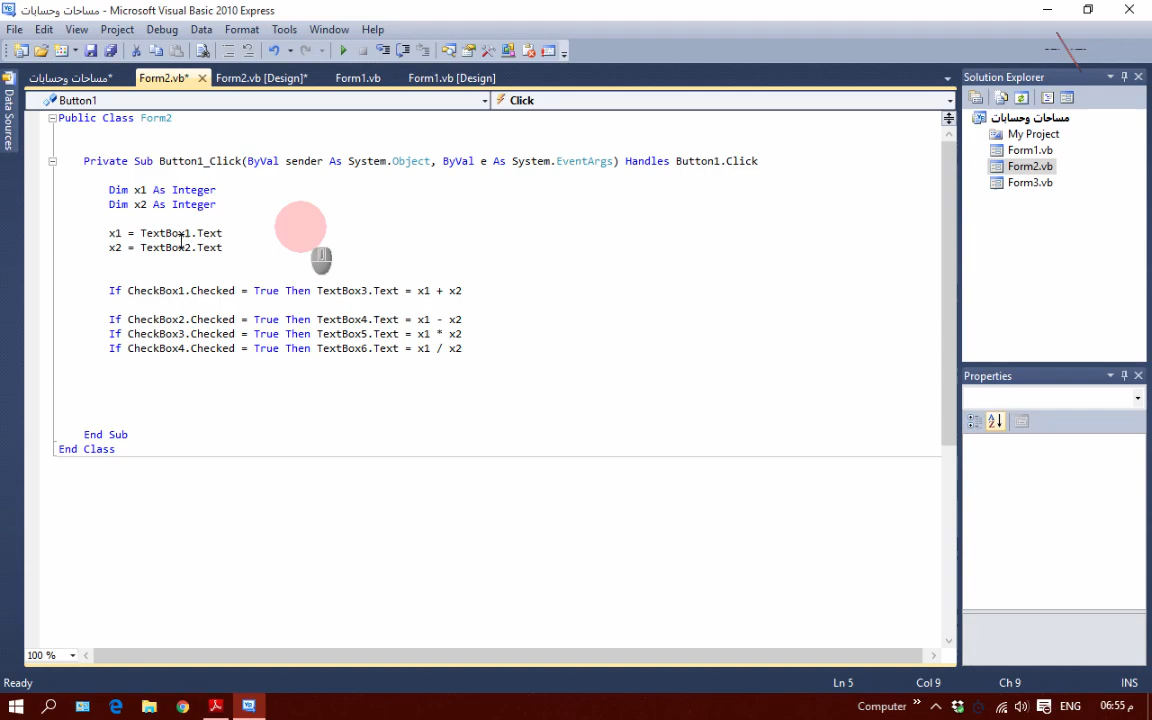 مساحات وحسابات - Microsoft Visual Basic 2010 Express
File Edit View Project Debug Data Format Tools Window Help
مساحات وحسابات* Form2.vb* Form2.vb [Design]* Form1.vb Form1.vb [Design]
Data Sources
Button1 Click
Public Class Form2
Private Sub Button1_Click(ByVal sender As System.Object, ByVal e As System.EventArgs) Handles Button1.Click
Dim x1 As Integer
Dim x2 As Integer
x1 = TextBox1.Text
x2 = TextBox2.Text
If CheckBox1.Checked = True Then TextBox3.Text = x1 + x2
If CheckBox2.Checked = True Then TextBox4.Text = x1 - x2
If CheckBox3.Checked = True Then TextBox5.Text = x1 * x2
If CheckBox4.Checked = True Then TextBox6.Text = x1 / x2
End Sub
End Class
100 %
Solution Explorer
مساحات وحسابات
My Project
Form1.vb
Form2.vb
Form3.vb
Properties
Ready Ln 5 Col 9 Ch 9 INS
Computer » ENG 06:55 م